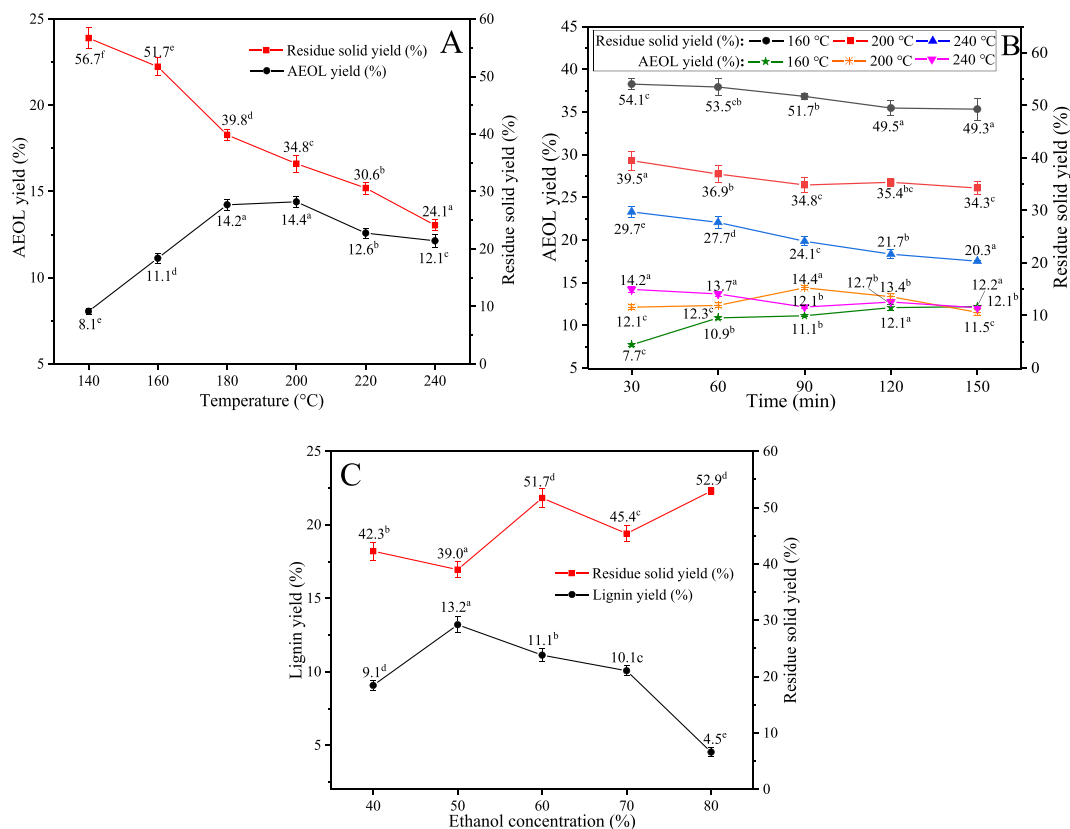 A
Residue solid yield (%)
AEOL yield (%)
25
20
15
10
5
AEOL yield (%)
60
50
40
30
20
10
0
Residue solid yield (%)
56.7ᶠ
51.7ᵉ
39.8ᵈ
34.8ᶜ
30.6ᵇ
24.1ᵃ
8.1ᵉ
11.1ᵈ
14.2ᵃ
14.4ᵃ
12.6ᵇ
12.1ᶜ
140 160 180 200 220 240
Temperature (°C)
B
Residue solid yield (%): 160 °C 200 °C 240 °C
AEOL yield (%): 160 °C 200 °C 240 °C
45
40
35
30
25
20
15
10
5
AEOL yield (%)
60
50
40
30
20
10
0
Residue solid yield (%)
54.1ᶜ 53.5ᶜᵇ 51.7ᵇ 49.5ᵃ 49.3ᵃ
39.5ᵃ 36.9ᵇ 34.8ᶜ 35.4ᵇᶜ 34.3ᶜ
29.7ᵉ 27.7ᵈ 24.1ᶜ 21.7ᵇ 20.3ᵃ
14.2ᵃ 13.7ᵃ 12.1ᵇ 12.7ᵇ 12.1ᵇ
12.1ᶜ 12.3ᶜ 14.4ᵃ 13.4ᵇ 11.5ᶜ
7.7ᶜ 10.9ᵇ 11.1ᵇ 12.1ᵃ 12.2ᵃ
30 60 90 120 150
Time (min)
C
Residue solid yield (%)
Lignin yield (%)
25
20
15
10
5
Lignin yield (%)
60
50
40
30
20
10
0
Residue solid yield (%)
42.3ᵇ
39.0ᵃ
51.7ᵈ
45.4ᶜ
52.9ᵈ
9.1ᵈ
13.2ᵃ
11.1ᵇ
10.1c
4.5ᵉ
40 50 60 70 80
Ethanol concentration (%)